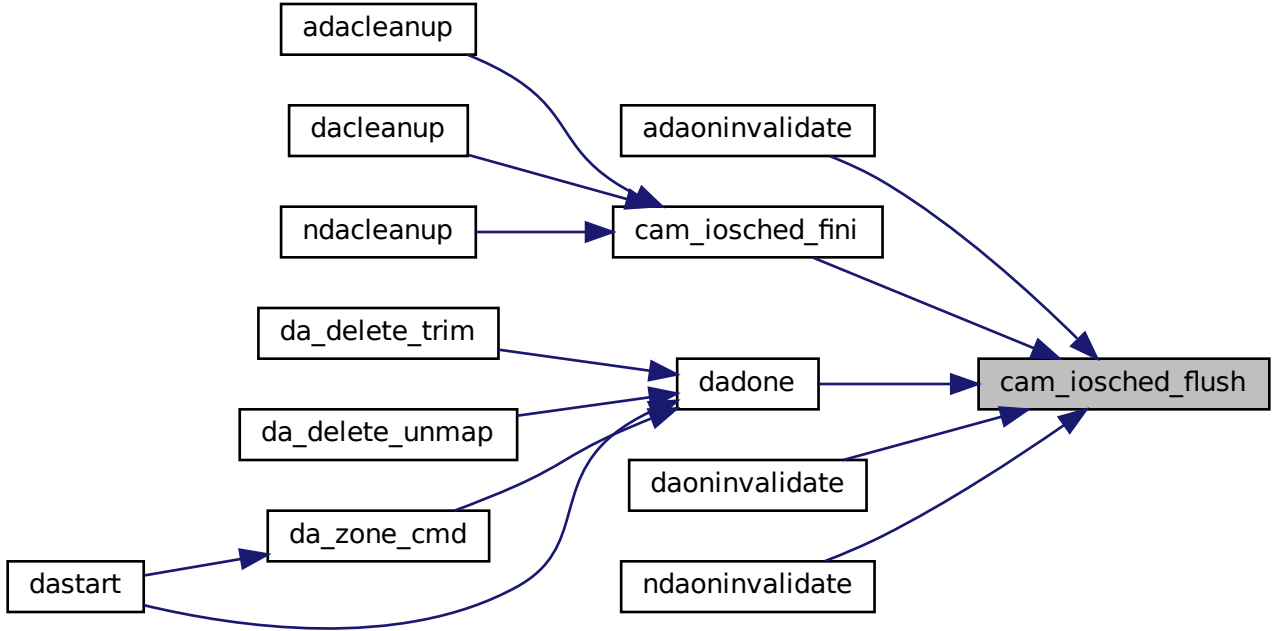 adacleanup
dacleanup
adaoninvalidate
ndacleanup
cam_iosched_fini
da_delete_trim
dadone
cam_iosched_flush
da_delete_unmap
daoninvalidate
da_zone_cmd
dastart
ndaoninvalidate